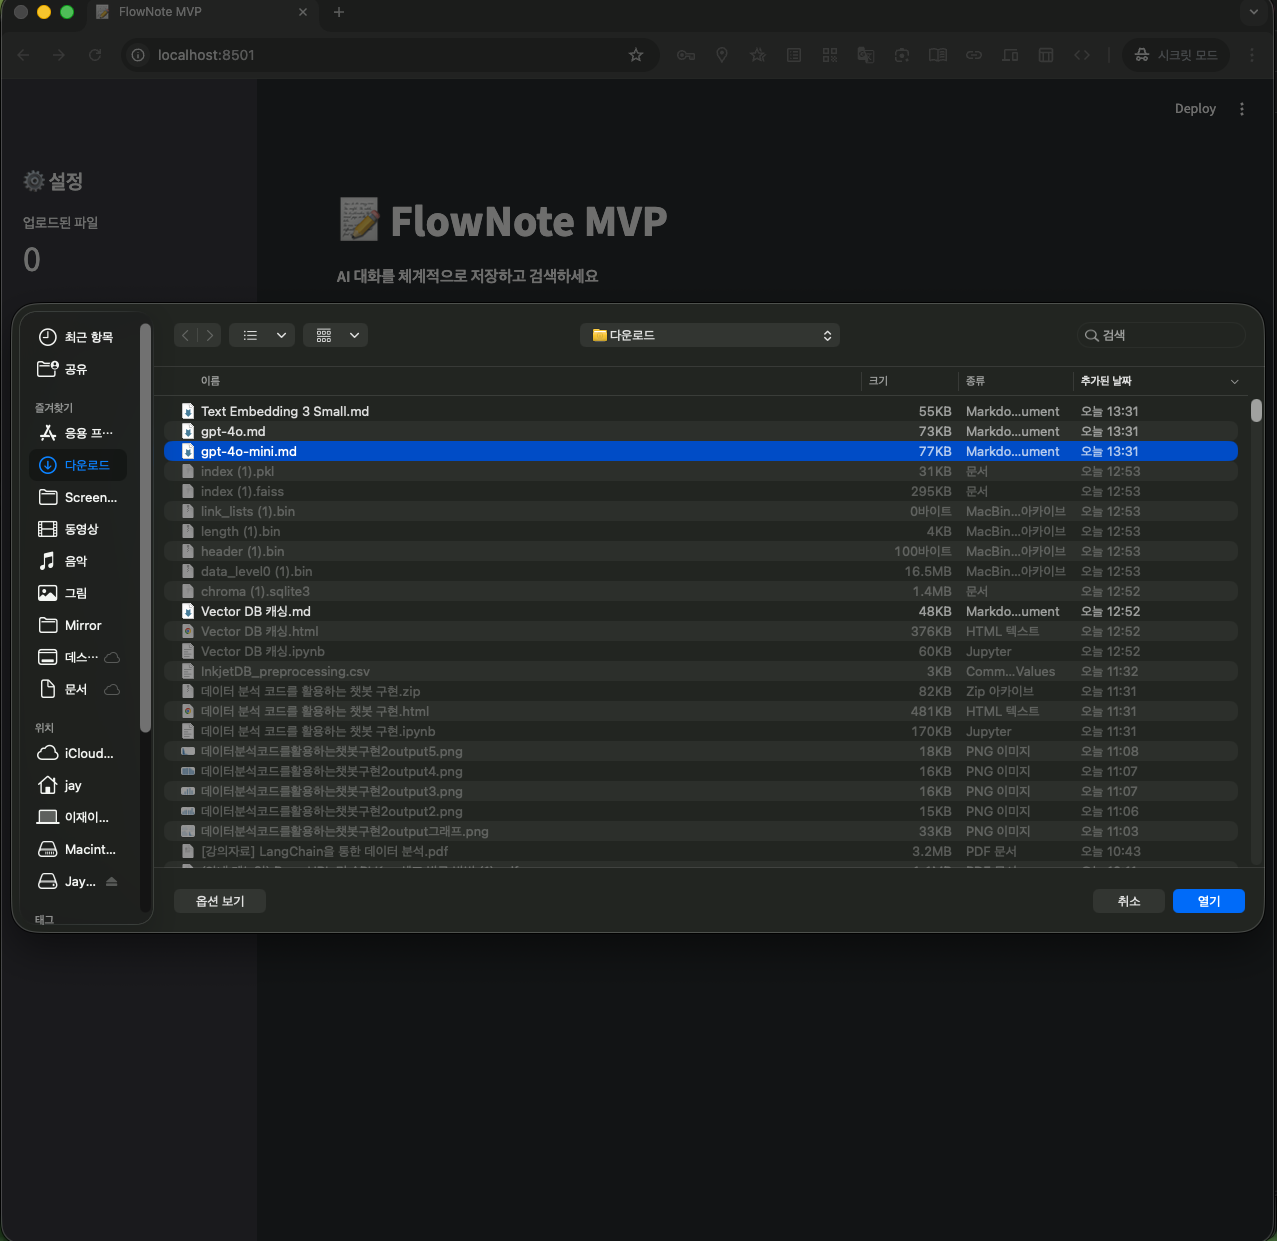 FlowNote MVP
localhost:8501
시크릿 모드
Deploy
설정
업로드된 파일
0
FlowNote MVP
AI 대화를 체계적으로 저장하고 검색하세요
최근 항목
공유
즐겨찾기
응용 프…
다운로드
Screen...
동영상
음악
그림
Mirror
데스…
문서
위치
iCloud...
jay
이재이...
Macint...
Jay...
태그
다운로드
검색
이름 크기 종류 추가된 날짜
Text Embedding 3 Small.md 55KB Markdo...ument 오늘 13:31
gpt-4o.md 73KB Markdo...ument 오늘 13:31
gpt-4o-mini.md 77KB Markdo...ument 오늘 13:31
index (1).pkl 31KB 문서 오늘 12:53
index (1).faiss 295KB 문서 오늘 12:53
link_lists (1).bin 0바이트 MacBin...아카이브 오늘 12:53
length (1).bin 4KB MacBin...아카이브 오늘 12:53
header (1).bin 100바이트 MacBin...아카이브 오늘 12:53
data_level0 (1).bin 16.5MB MacBin...아카이브 오늘 12:53
chroma (1).sqlite3 1.4MB 문서 오늘 12:52
Vector DB 캐싱.md 48KB Markdo...ument 오늘 12:52
Vector DB 캐싱.html 376KB HTML 텍스트 오늘 12:52
Vector DB 캐싱.ipynb 60KB Jupyter 오늘 12:52
InkjetDB_preprocessing.csv 3KB Comm...Values 오늘 11:32
데이터 분석 코드를 활용하는 챗봇 구현.zip 82KB Zip 아카이브 오늘 11:31
데이터 분석 코드를 활용하는 챗봇 구현.html 481KB HTML 텍스트 오늘 11:31
데이터 분석 코드를 활용하는 챗봇 구현.ipynb 170KB Jupyter 오늘 11:31
데이터분석코드를활용하는챗봇구현2output5.png 18KB PNG 이미지 오늘 11:08
데이터분석코드를활용하는챗봇구현2output4.png 16KB PNG 이미지 오늘 11:07
데이터분석코드를활용하는챗봇구현2output3.png 16KB PNG 이미지 오늘 11:07
데이터분석코드를활용하는챗봇구현2output2.png 15KB PNG 이미지 오늘 11:06
데이터분석코드를활용하는챗봇구현2output그래프.png 33KB PNG 이미지 오늘 11:03
[강의자료] LangChain을 통한 데이터 분석.pdf 3.2MB PDF 문서 오늘 10:43
옵션 보기
취소
열기